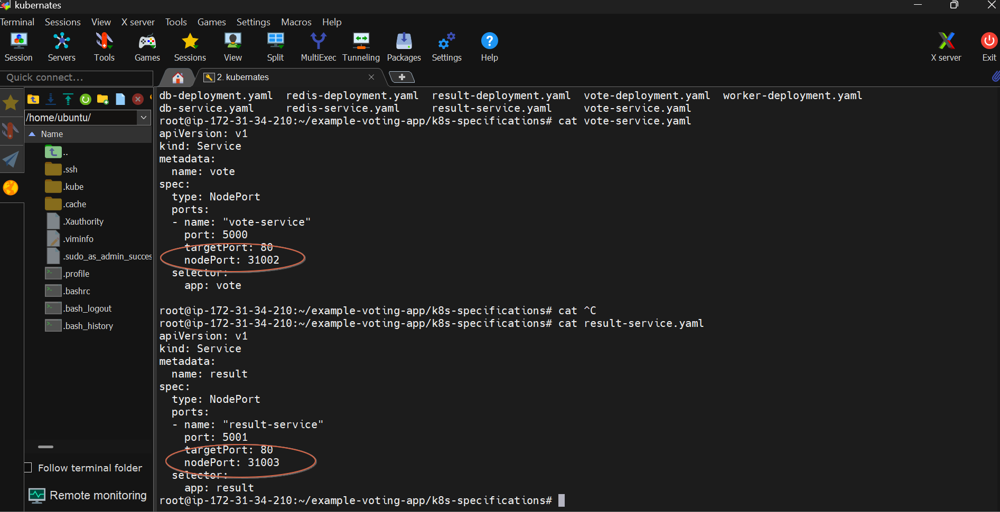 kubernates
Terminal Sessions View X server Tools Games Settings Macros Help
Session Servers Tools Games Sessions View Split MultiExec Tunneling Packages Settings Help X server Exit
Quick connect...
2. kubernates
/home/ubuntu/
Name
..
.ssh
.kube
.cache
.Xauthority
.viminfo
.sudo_as_admin_succes
.profile
.bashrc
.bash_logout
.bash_history
Follow terminal folder
Remote monitoring
db-deployment.yaml redis-deployment.yaml result-deployment.yaml vote-deployment.yaml worker-deployment.yaml
db-service.yaml redis-service.yaml result-service.yaml vote-service.yaml
root@ip-172-31-34-210:~/example-voting-app/k8s-specifications# cat vote-service.yaml
apiVersion: v1
kind: Service
metadata:
  name: vote
spec:
  type: NodePort
  ports:
  - name: "vote-service"
    port: 5000
    targetPort: 80
    nodePort: 31002
  selector:
    app: vote
root@ip-172-31-34-210:~/example-voting-app/k8s-specifications# cat ^C
root@ip-172-31-34-210:~/example-voting-app/k8s-specifications# cat result-service.yaml
apiVersion: v1
kind: Service
metadata:
  name: result
spec:
  type: NodePort
  ports:
  - name: "result-service"
    port: 5001
    targetPort: 80
    nodePort: 31003
  selector:
    app: result
root@ip-172-31-34-210:~/example-voting-app/k8s-specifications#